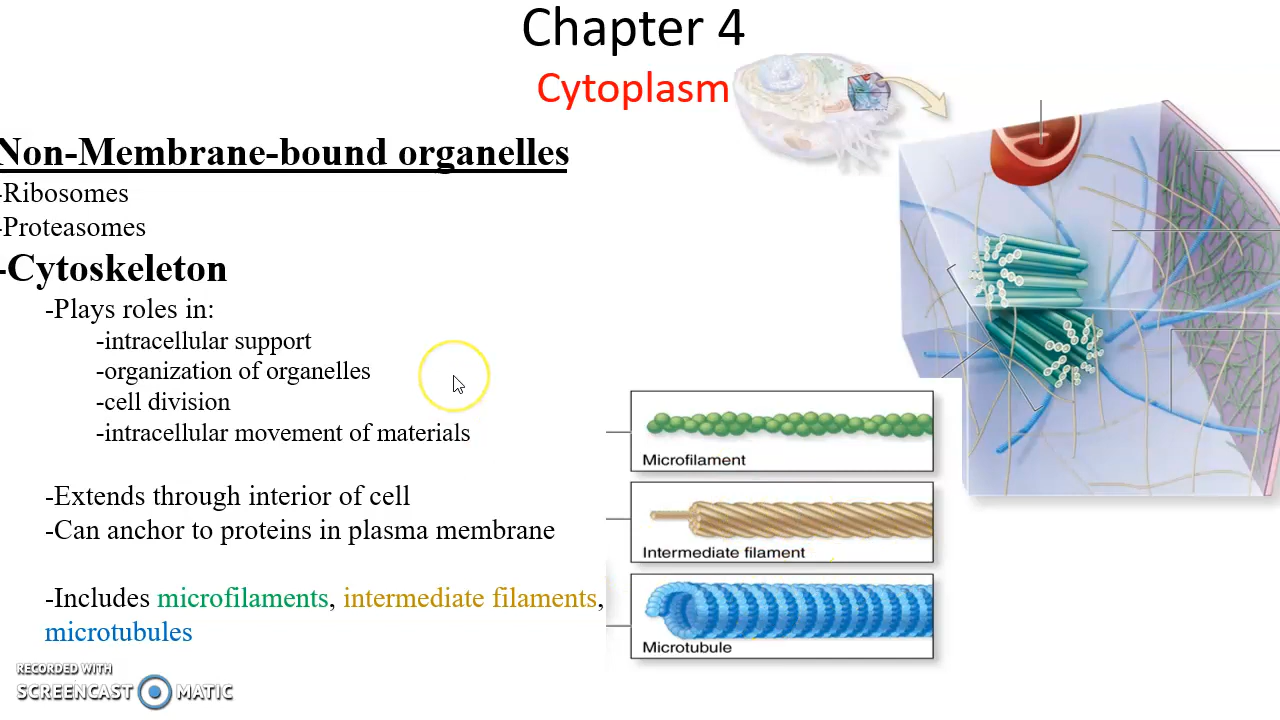 Chapter 4
Cytoplasm
Non-Membrane-bound organelles
-Ribosomes
-Proteasomes
-Cytoskeleton
-Plays roles in:
-intracellular support
-organization of organelles
-cell division
-intracellular movement of materials
-Extends through interior of cell
-Can anchor to proteins in plasma membrane
-Includes microfilaments, intermediate filaments,
microtubules
Microfilament
Intermediate filament
Microtubule
RECORDED WITH
SCREENCAST MATIC